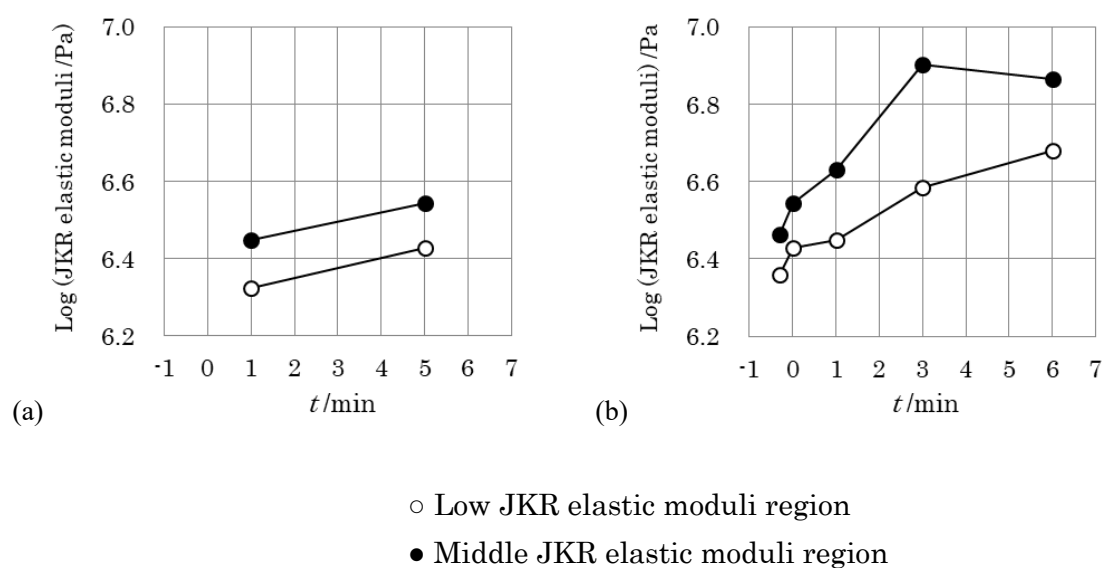 Log (JKR elastic moduli /Pa)
7.0
6.8
6.6
6.4
6.2
-1 0 1 2 3 4 5 6 7
t /min
(a)
Log (JKR elastic moduli) /Pa
7.0
6.8
6.6
6.4
6.2
-1 0 1 2 3 4 5 6 7
t /min
(b)
○ Low JKR elastic moduli region
● Middle JKR elastic moduli region